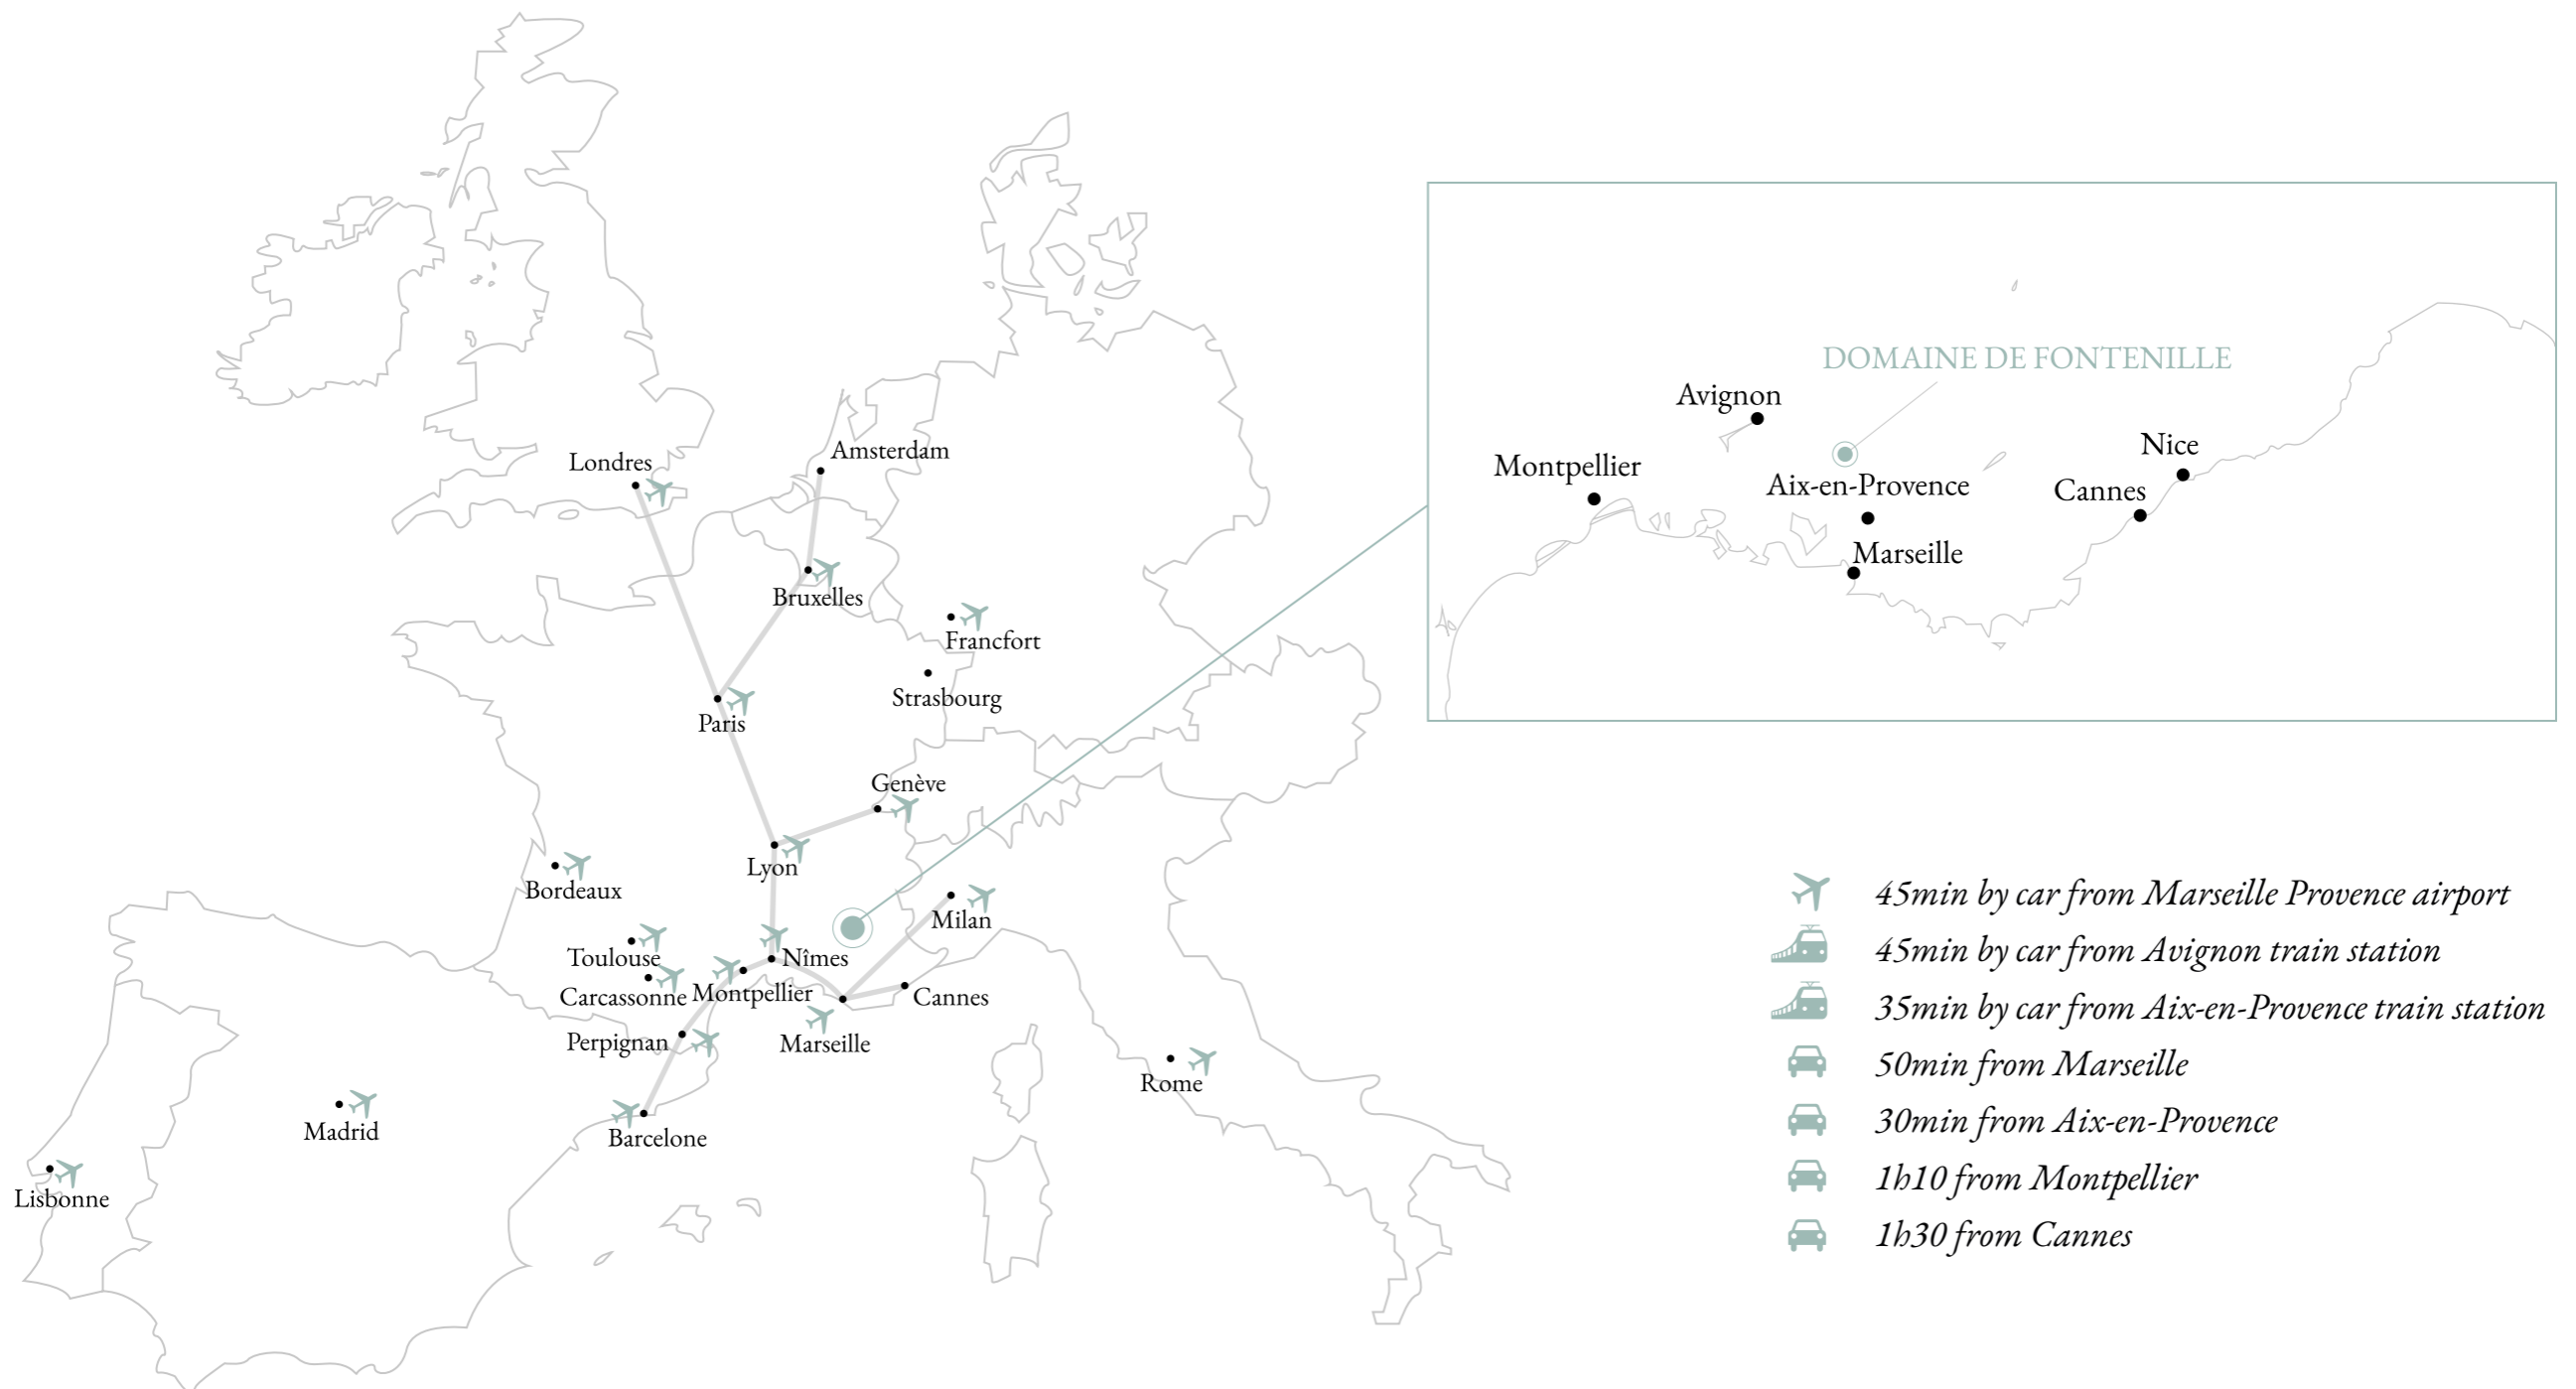 Londres
Amsterdam
Bruxelles
Francfort
Strasbourg
Paris
Genève
Lyon
Bordeaux
Milan
Toulouse
Nîmes
Carcassonne
Montpellier
Cannes
Perpignan
Marseille
Rome
Madrid
Barcelone
Lisbonne
DOMAINE DE FONTENILLE
Avignon
Nice
Montpellier
Aix-en-Provence
Cannes
Marseille
45min by car from Marseille Provence airport
45min by car from Avignon train station
35min by car from Aix-en-Provence train station
50min from Marseille
30min from Aix-en-Provence
1h10 from Montpellier
1h30 from Cannes